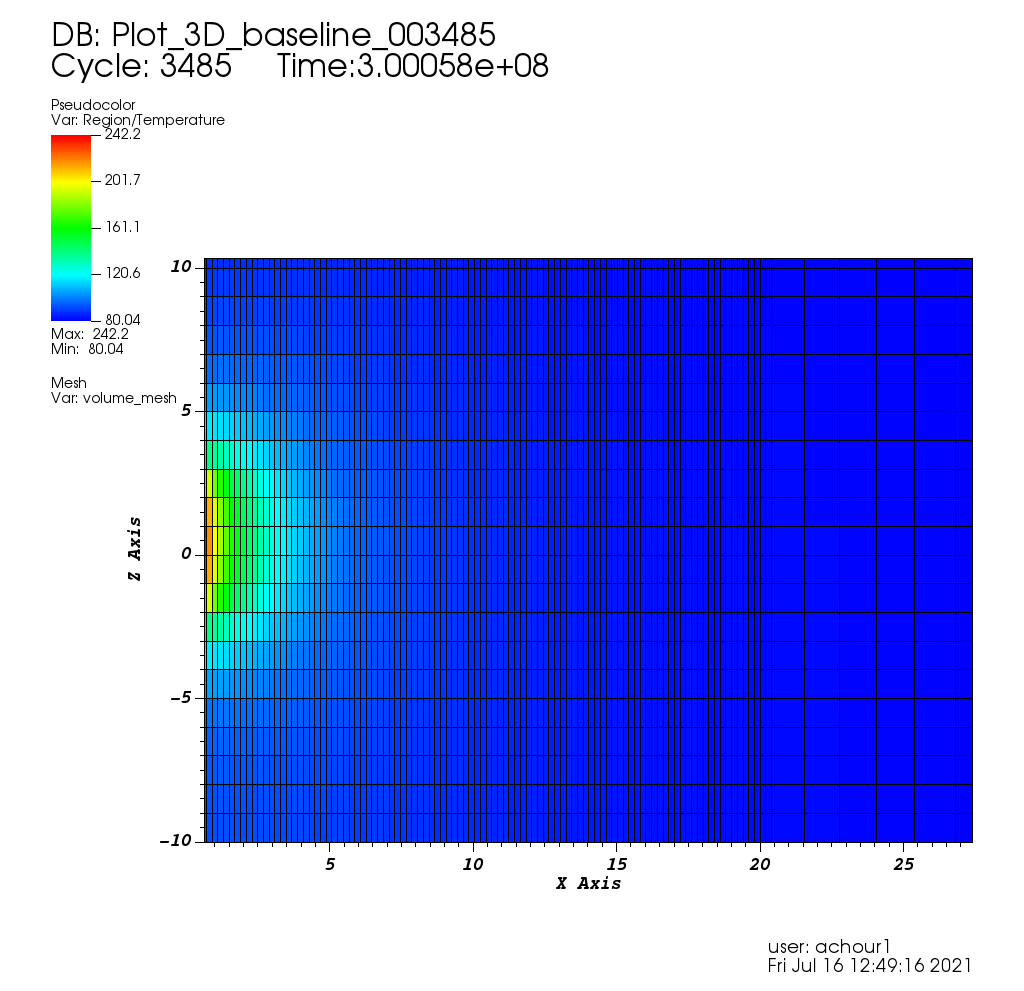 DB: Plot_3D_baseline_003485
Cycle: 3485 Time:3.00058e+08
Pseudocolor
Var: Region/Temperature
242.2
201.7
161.1
120.6
80.04
Max: 242.2
Min: 80.04
Mesh
Var: volume_mesh
10
5
0
-5
-10
Z Axis
5 10 15 20 25
X Axis
user: achour1
Fri Jul 16 12:49:16 2021